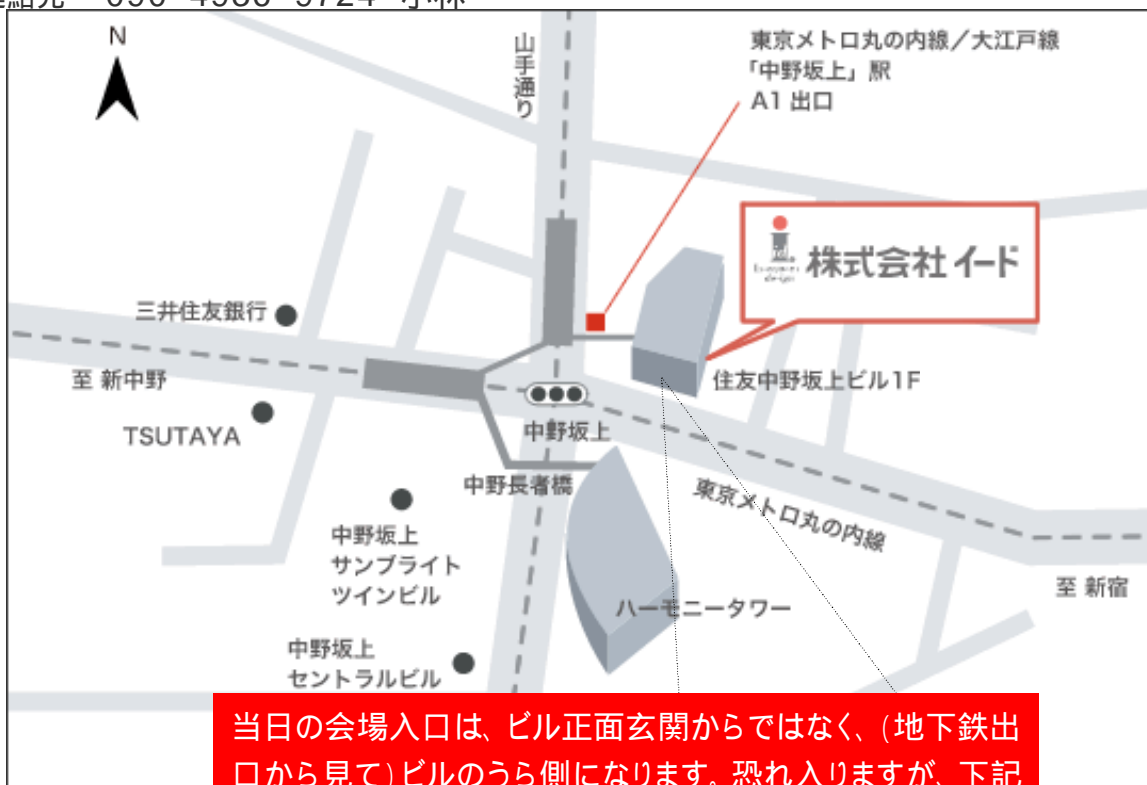 N
山手通り
東京メトロ丸の内線／大江戸線
「中野坂上」駅
A1 出口
株式会社イード
三井住友銀行
至 新中野
住友中野坂上ビル1F
TSUTAYA
中野坂上
中野長者橋
東京メトロ丸の内線
中野坂上
サンブライト
ツインビル
至 新宿
ハーモニータワー
中野坂上
セントラルビル
当日の会場入口は、ビル正面玄関からではなく、(地下鉄出
口から見て)ビルのうら側になります。恐れ入りますが、下記